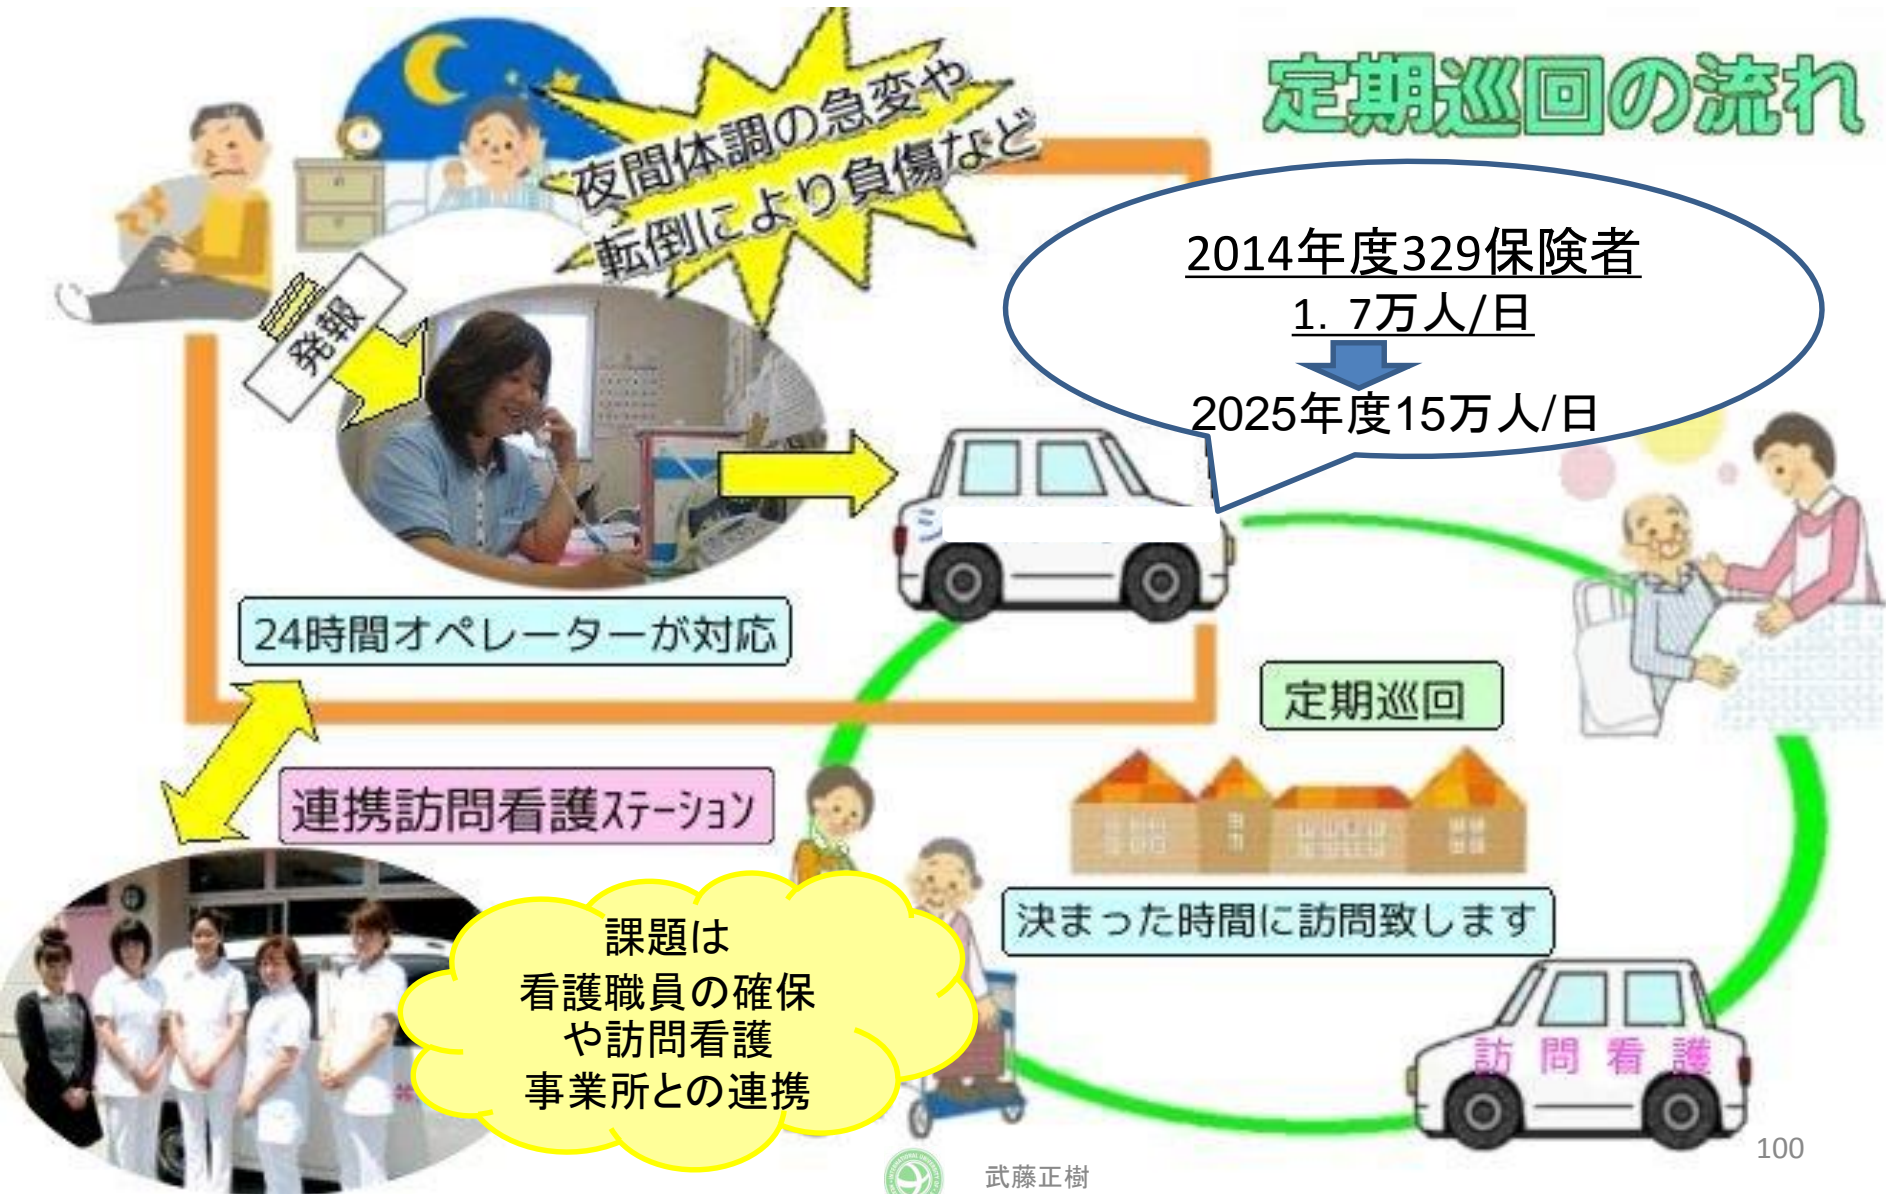 定期巡回の流れ
夜間体調の急変や
転倒により負傷など
2014年度329保険者
1．7万人/日
2025年度15万人/日
発報
24時間オペレーターが対応
定期巡回
連携訪問看護ステーション
決まった時間に訪問致します
課題は
看護職員の確保
や訪問看護
事業所との連携
訪問看護
武藤正樹
100